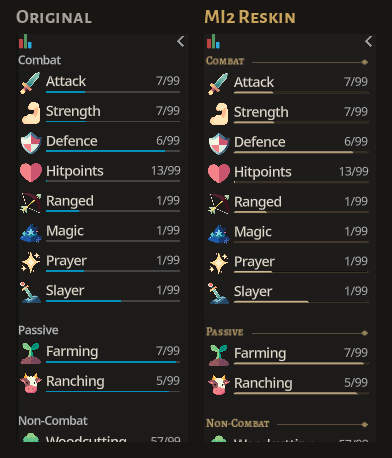 Original
MI2 Reskin
Combat
Attack 7/99
Strength 7/99
Defence 6/99
Hitpoints 13/99
Ranged 1/99
Magic 1/99
Prayer 1/99
Slayer 1/99
Passive
Farming 7/99
Ranching 5/99
Non-Combat
Woodcutting 57/99
Combat
Attack 7/99
Strength 7/99
Defence 6/99
Hitpoints 13/99
Ranged 1/99
Magic 1/99
Prayer 1/99
Slayer 1/99
Passive
Farming 7/99
Ranching 5/99
Non-Combat